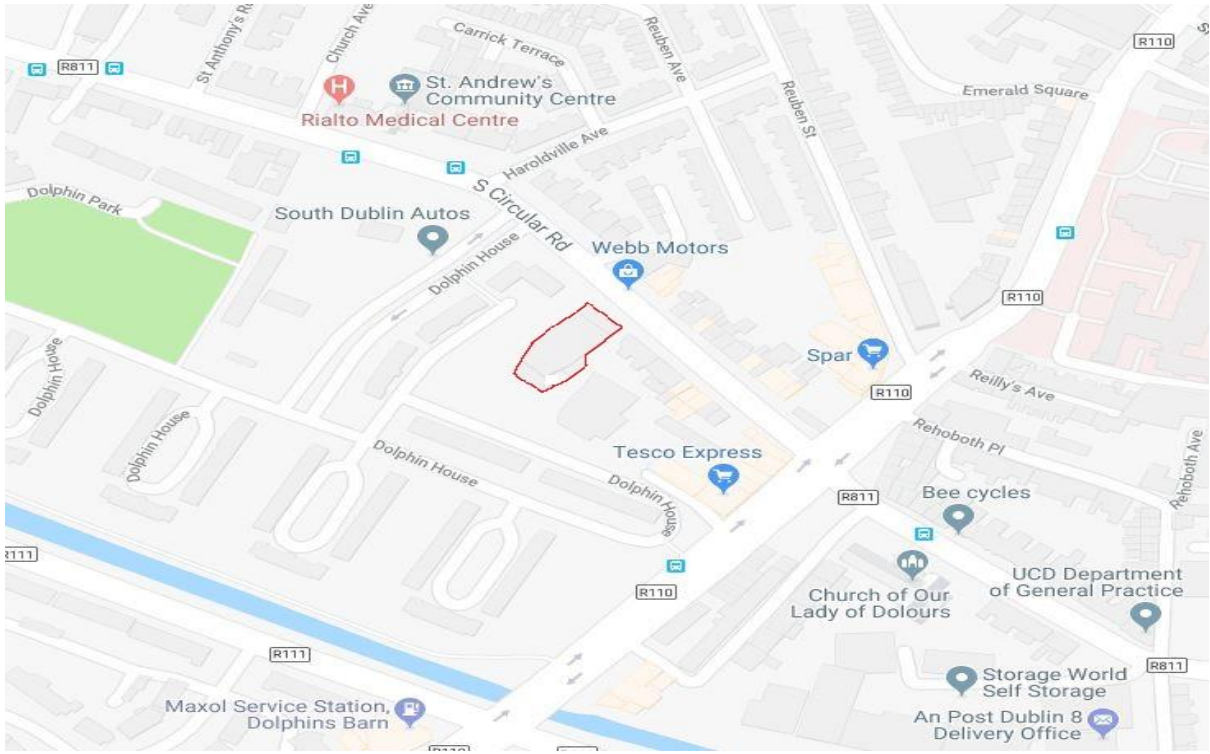 R811
St Anthony's R
Church Ave
Carrick Terrace
Reuben Ave
R110
St. Andrew's
Community Centre
Rialto Medical Centre
Reuben St
Emerald Square
Haroldville Ave
Dolphin Park
South Dublin Autos
S Circular Rd
Dolphin House
Webb Motors
R110
Spar
R110
Reilly's Ave
Dolphin House
Dolphin House
Rehoboth Pl
Rehoboth Ave
Dolphin House
Tesco Express
Dolphin House
R811
Bee cycles
R111
R110
Church of Our
Lady of Dolours
UCD Department
of General Practice
R111
R811
Storage World
Self Storage
Maxol Service Station,
Dolphins Barn
An Post Dublin 8
Delivery Office